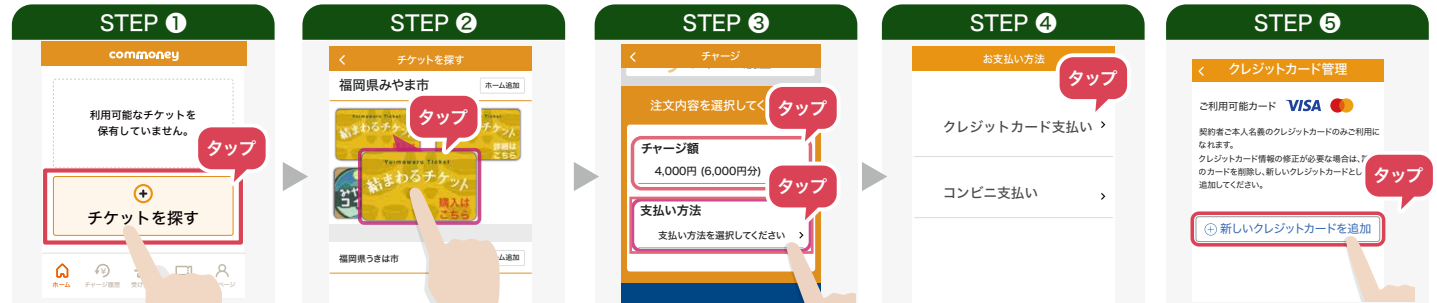 STEP ❶
commoney
利用可能なチケットを
保有していません。
タップ
チケットを探す
ホーム
チャージ履歴
STEP ❷
チケットを探す
福岡県みやま市
ホーム追加
タップ
Yuimawaru Ticket
結まわるチケット
購入は
こちら
詳細は
こちら
福岡県うきは市
STEP ❸
チャージ
注文内容を選択してく
タップ
チャージ額
4,000円 (6,000円分)
タップ
支払い方法
支払い方法を選択してください
STEP ❹
お支払い方法
タップ
クレジットカード支払い
コンビニ支払い
STEP ❺
クレジットカード管理
ご利用可能カード VISA
契約者ご本人名義のクレジットカードのみご利用に
なれます。
クレジットカード情報の修正が必要な場合は、
のカードを削除し、新しいクレジットカードとし
追加してください。
タップ
新しいクレジットカードを追加